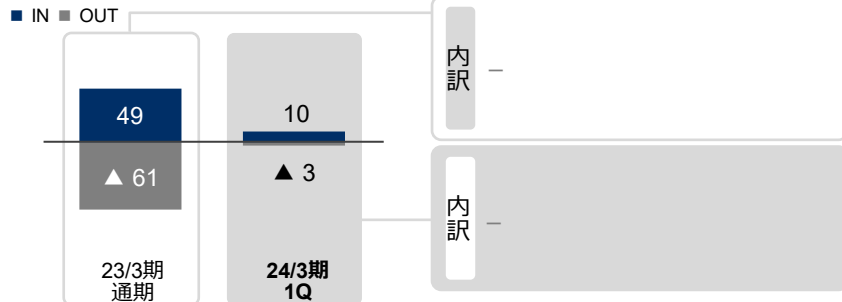 ■ IN ■ OUT
49
▲ 61
23/3期
通期
10
▲ 3
24/3期
1Q
内訳
–
内訳
–